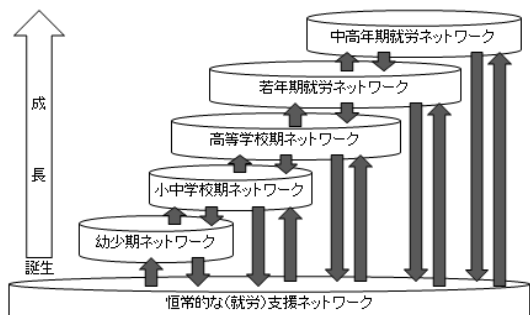 中高年期就労ネットワーク
若年期就労ネットワーク
高等学校期ネットワーク
小中学校期ネットワーク
幼少期ネットワーク
恒常的な(就労)支援ネットワーク
成
長
誕生